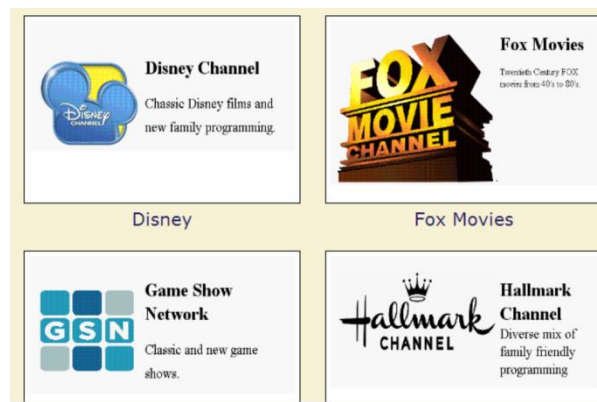 DISNEY
CHANNEL
Disney Channel
Chassic Disney films and
new family programming.
Disney
FOX
MOVIE
CHANNEL
Fox Movies
Twentieth Century FOX
movies from 40's to 80's.
Fox Movies
GSN
Game Show
Network
Classic and new game
shows.
Hallmark
CHANNEL
Hallmark
Channel
Diverse mix of
family friendly
programming